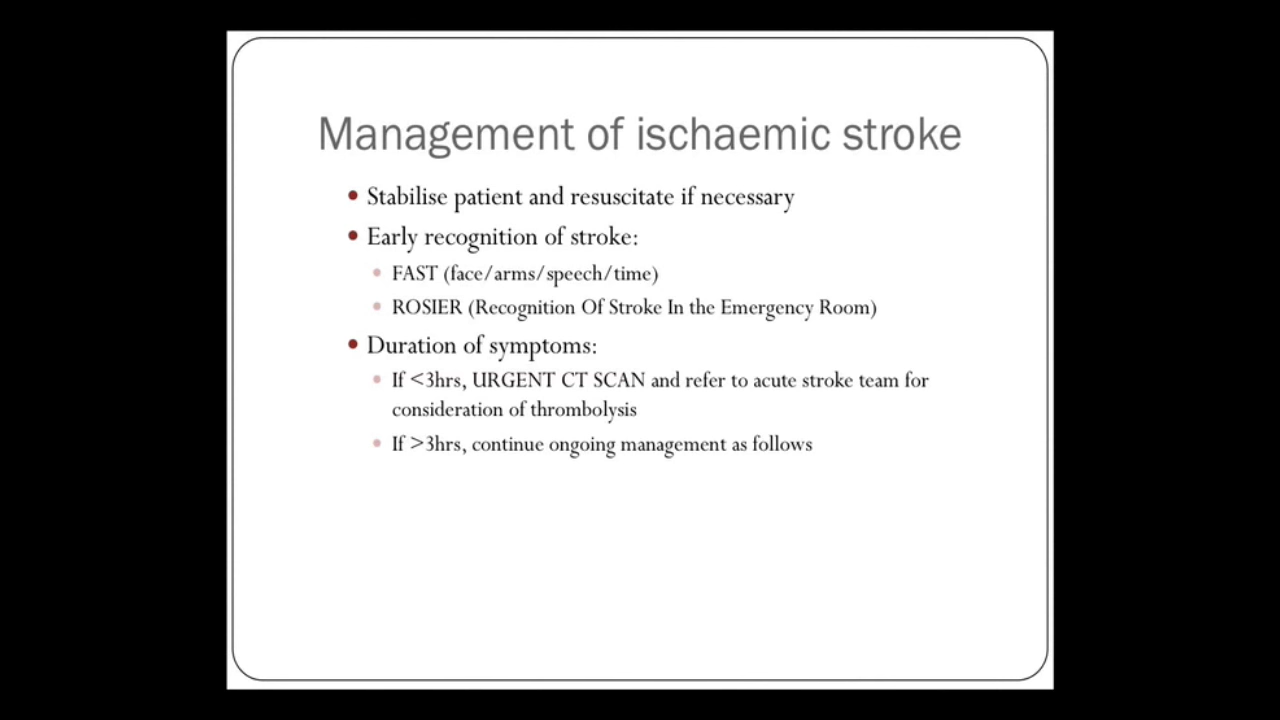 Management of ischaemic stroke
• Stabilise patient and resuscitate if necessary
• Early recognition of stroke:
• FAST (face/arms/speech/time)
• ROSIER (Recognition Of Stroke In the Emergency Room)
• Duration of symptoms:
• If <3hrs, URGENT CT SCAN and refer to acute stroke team for
consideration of thrombolysis
• If >3hrs, continue ongoing management as follows